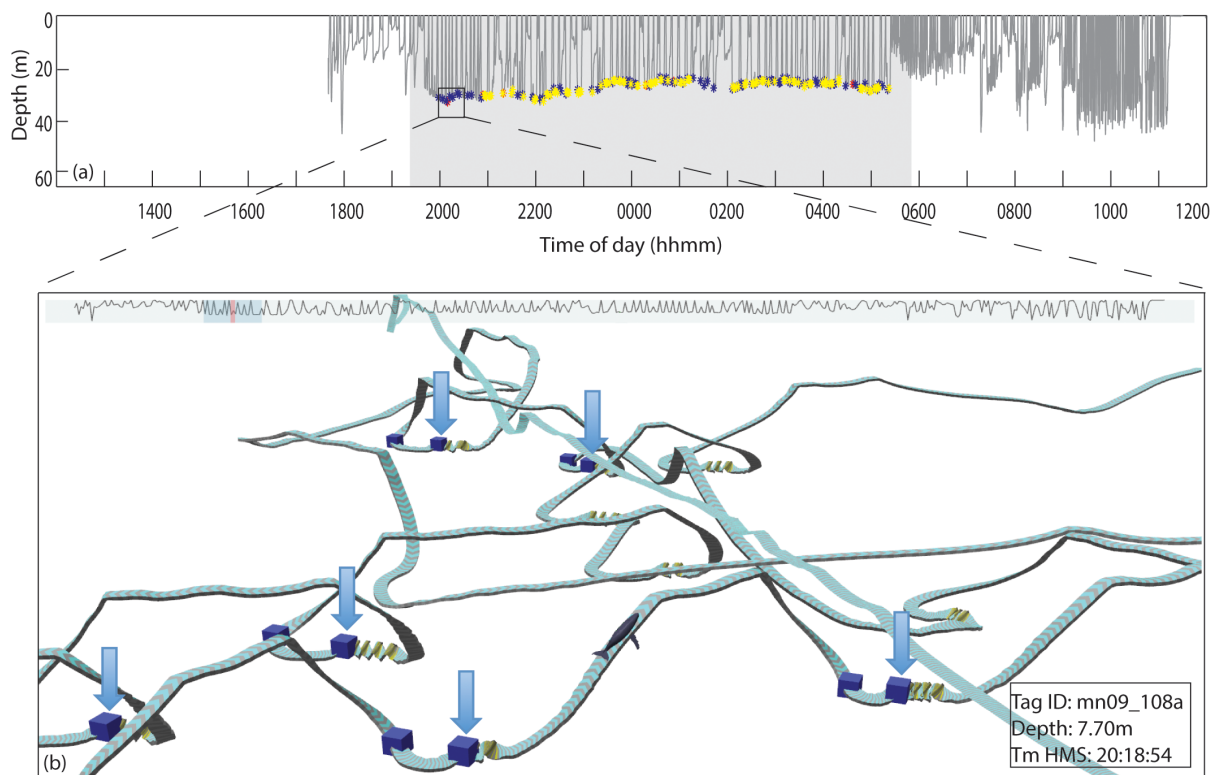 0
20
40
60
Depth (m)
(a)
1400 1600 1800 2000 2200 0000 0200 0400 0600 0800 1000 1200
Time of day (hhmm)
(b)
Tag ID: mn09_108a
Depth: 7.70m
Tm HMS: 20:18:54